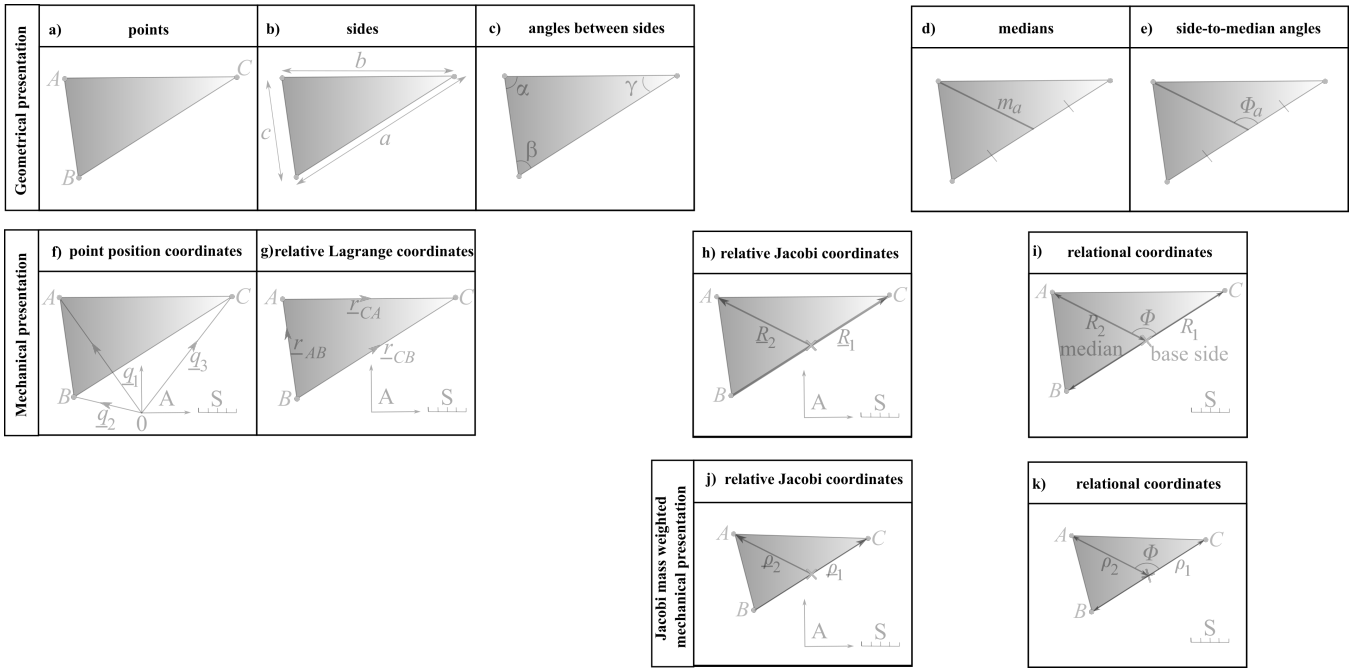 Geometrical presentation
a) points
A
C
B
b) sides
b
c
a
c) angles between sides
α
γ
β
d) medians
m_a
e) side-to-median angles
Φ_a
Mechanical presentation
f) point position coordinates
A
C
B
q_1
q_3
q_2
A
S
0
g)relative Lagrange coordinates
A
C
r_CA
r_AB
r_CB
B
A
S
h) relative Jacobi coordinates
A
C
R_2
R_1
B
A
S
i) relational coordinates
A
C
Φ
R_2
R_1
median
base side
B
S
Jacobi mass weighted
mechanical presentation
j) relative Jacobi coordinates
A
C
ρ_2
ρ_1
B
A
S
k) relational coordinates
A
C
Φ
ρ_2
ρ_1
B
S